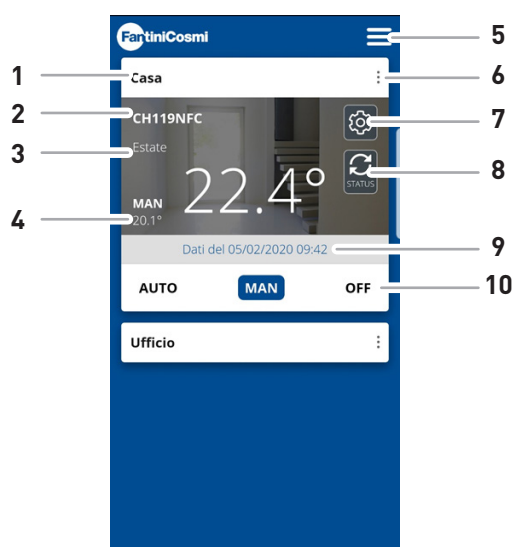 FantiniCosmi
5
1
Casa
6
2
CH119NFC
7
3
Estate
22.4°
8
STATUS
MAN
4
20.1°
Dati del 05/02/2020 09:42
9
AUTO MAN OFF
10
Ufficio